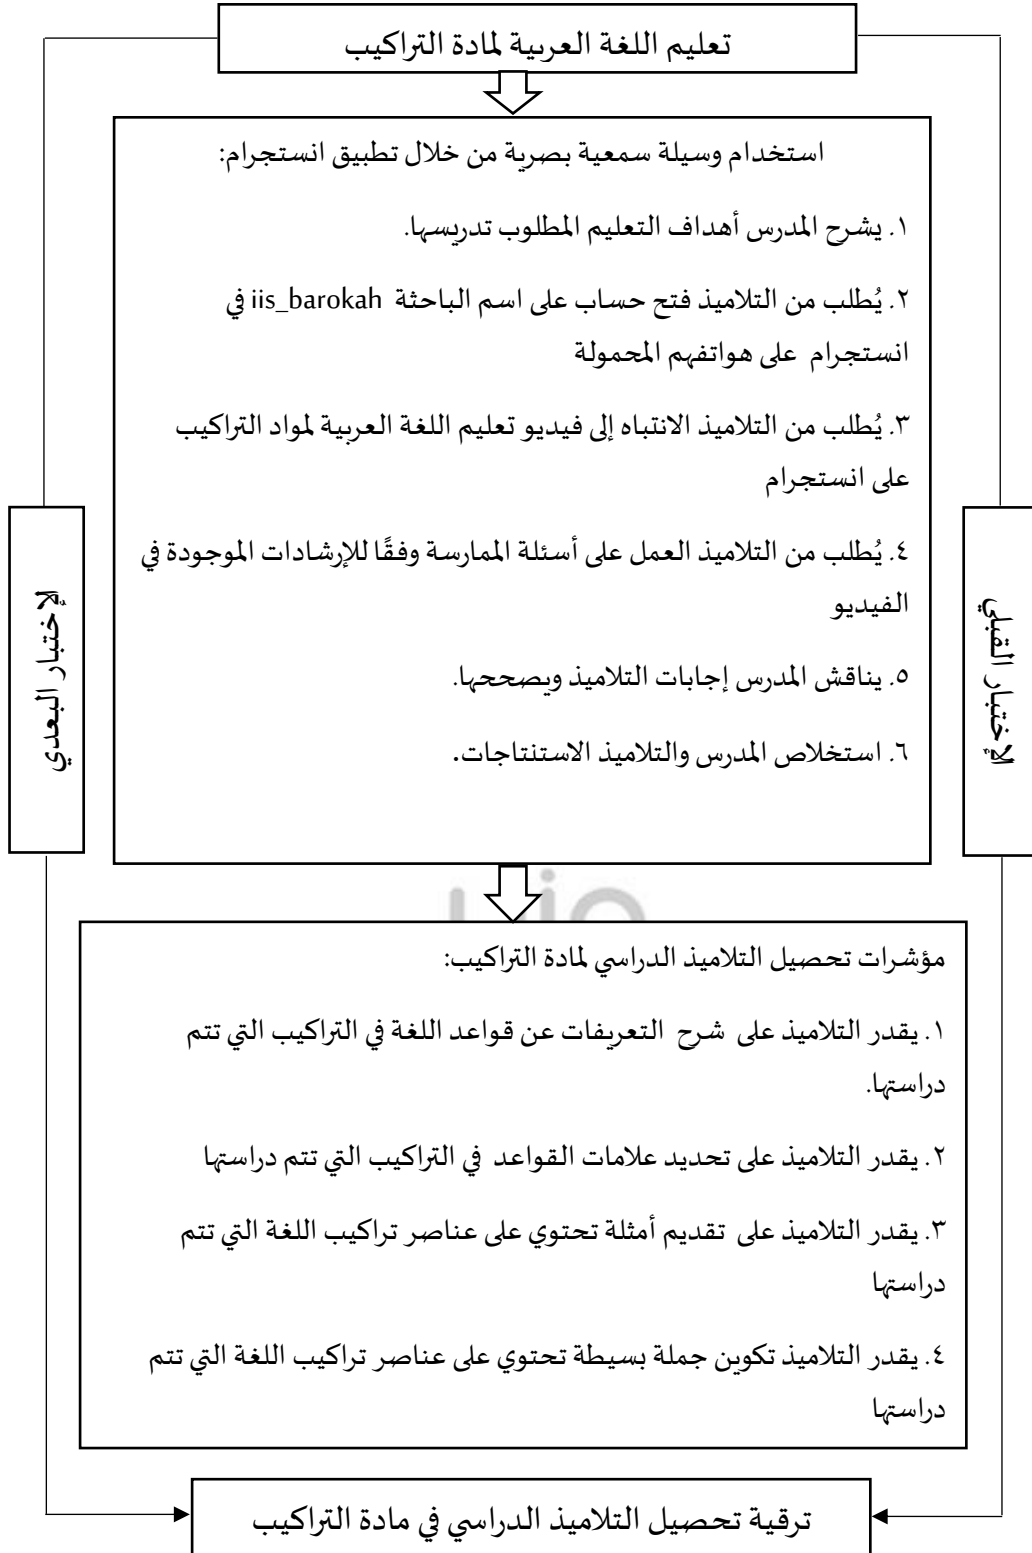 تعليم اللغة العربية لمادة التراكيب
استخدام وسيلة سمعية بصرية من خلال تطبيق انستجرام:
١. يشرح المدرس أهداف التعليم المطلوب تدريسها.
٢. يُطلب من التلاميذ فتح حساب على اسم الباحثة iis_barokah في
انستجرام على هواتفهم المحمولة
٣. يُطلب من التلاميذ الانتباه إلى فيديو تعليم اللغة العربية لمواد التراكيب
على انستجرام
٤. يُطلب من التلاميذ العمل على أسئلة الممارسة وفقًا للإرشادات الموجودة في
الفيديو
٥. يناقش المدرس إجابات التلاميذ ويصححها.
٦. استخلاص المدرس والتلاميذ الاستنتاجات.
الإختبار القبلي
الإختبار البعدي
uin
مؤشرات تحصيل التلاميذ الدراسي لمادة التراكيب:
١. يقدر التلاميذ على شرح التعريفات عن قواعد اللغة في التراكيب التي تتم
دراستها.
٢. يقدر التلاميذ على تحديد علامات القواعد في التراكيب التي تتم دراستها
٣. يقدر التلاميذ على تقديم أمثلة تحتوي على عناصر تراكيب اللغة التي تتم
دراستها
٤. يقدر التلاميذ تكوين جملة بسيطة تحتوي على عناصر تراكيب اللغة التي تتم
دراستها
ترقية تحصيل التلاميذ الدراسي في مادة التراكيب